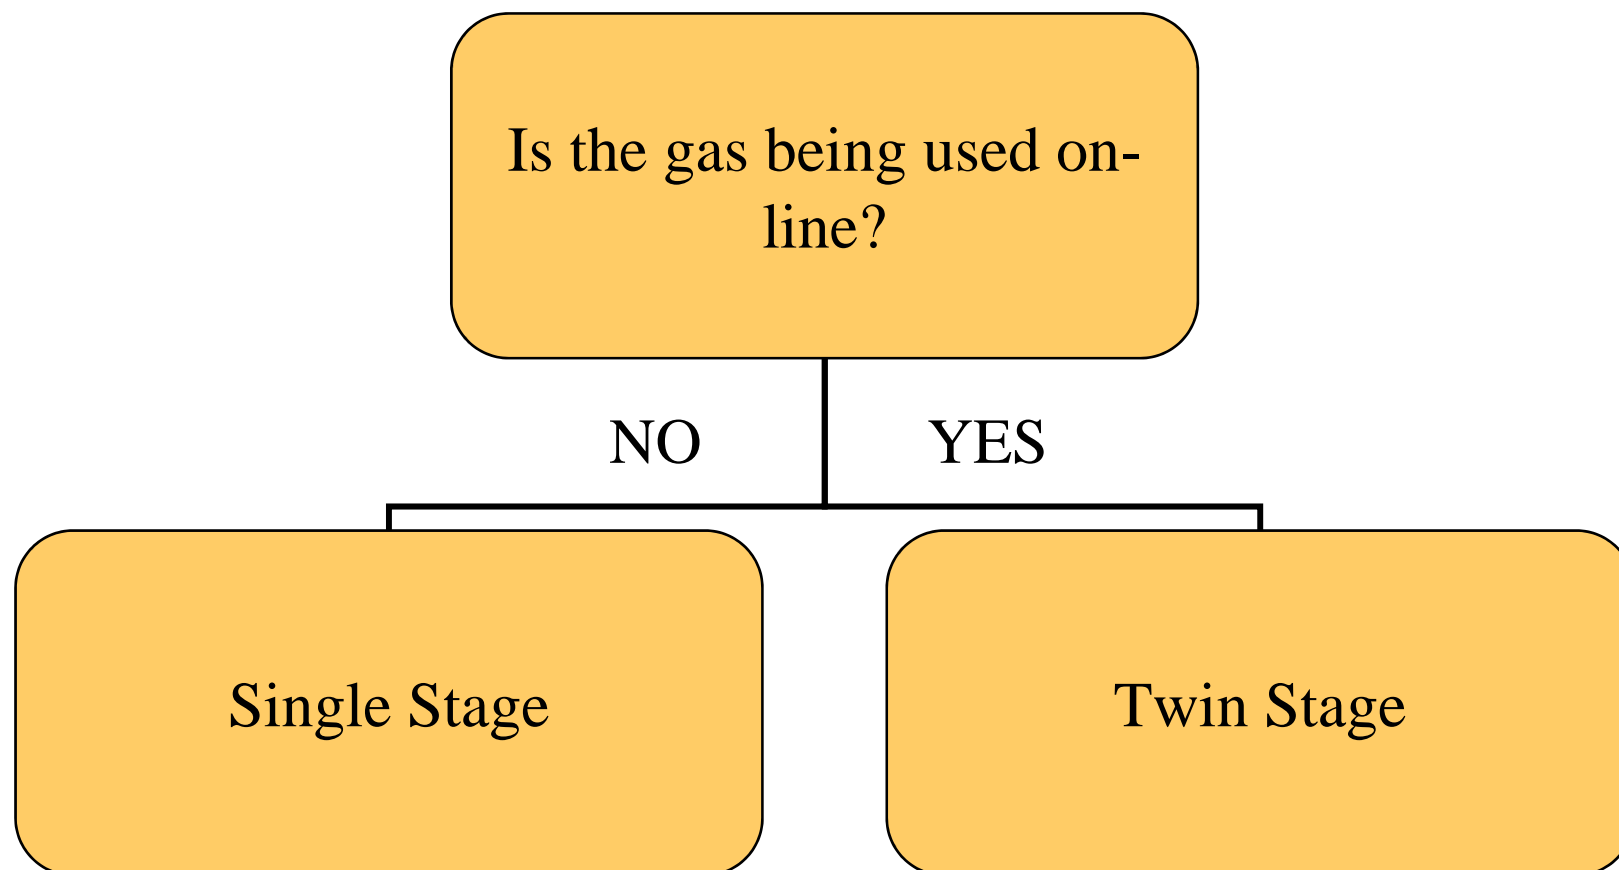 Is the gas being used on-
line?
NO
YES
Single Stage
Twin Stage